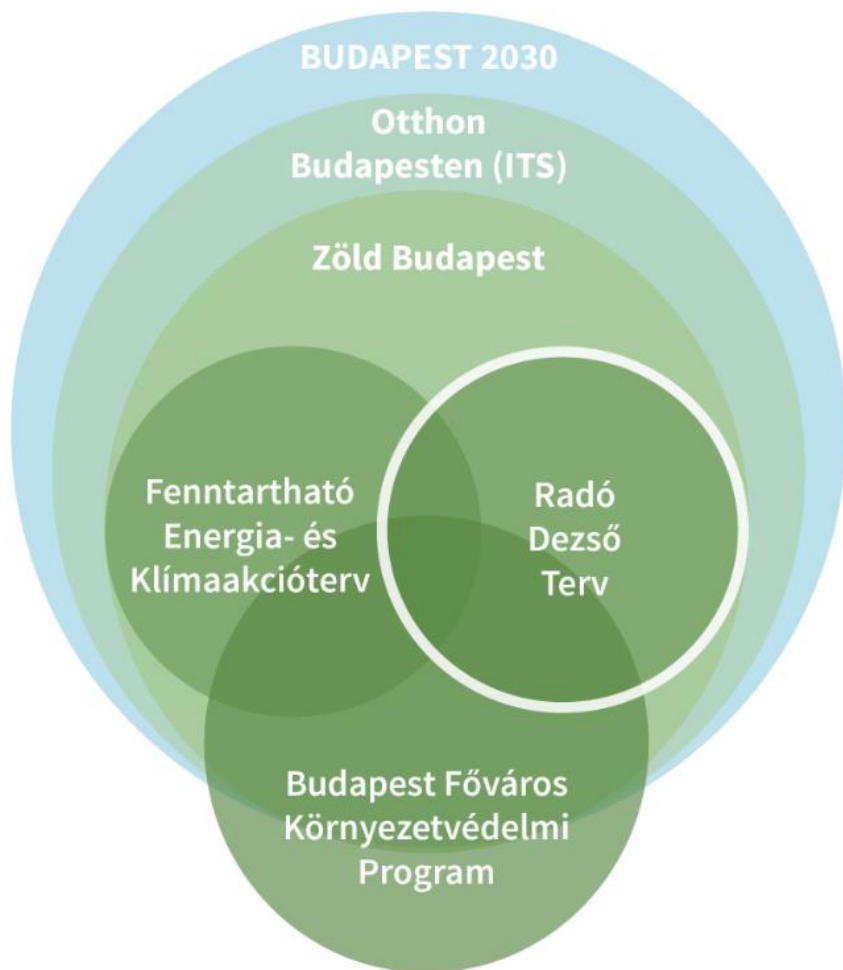 BUDAPEST 2030
Otthon
Budapesten (ITS)
Zöld Budapest
Fenntartható
Energia- és
Klímaakcióterv
Radó
Dezső
Terv
Budapest Főváros
Környezetvédelmi
Program